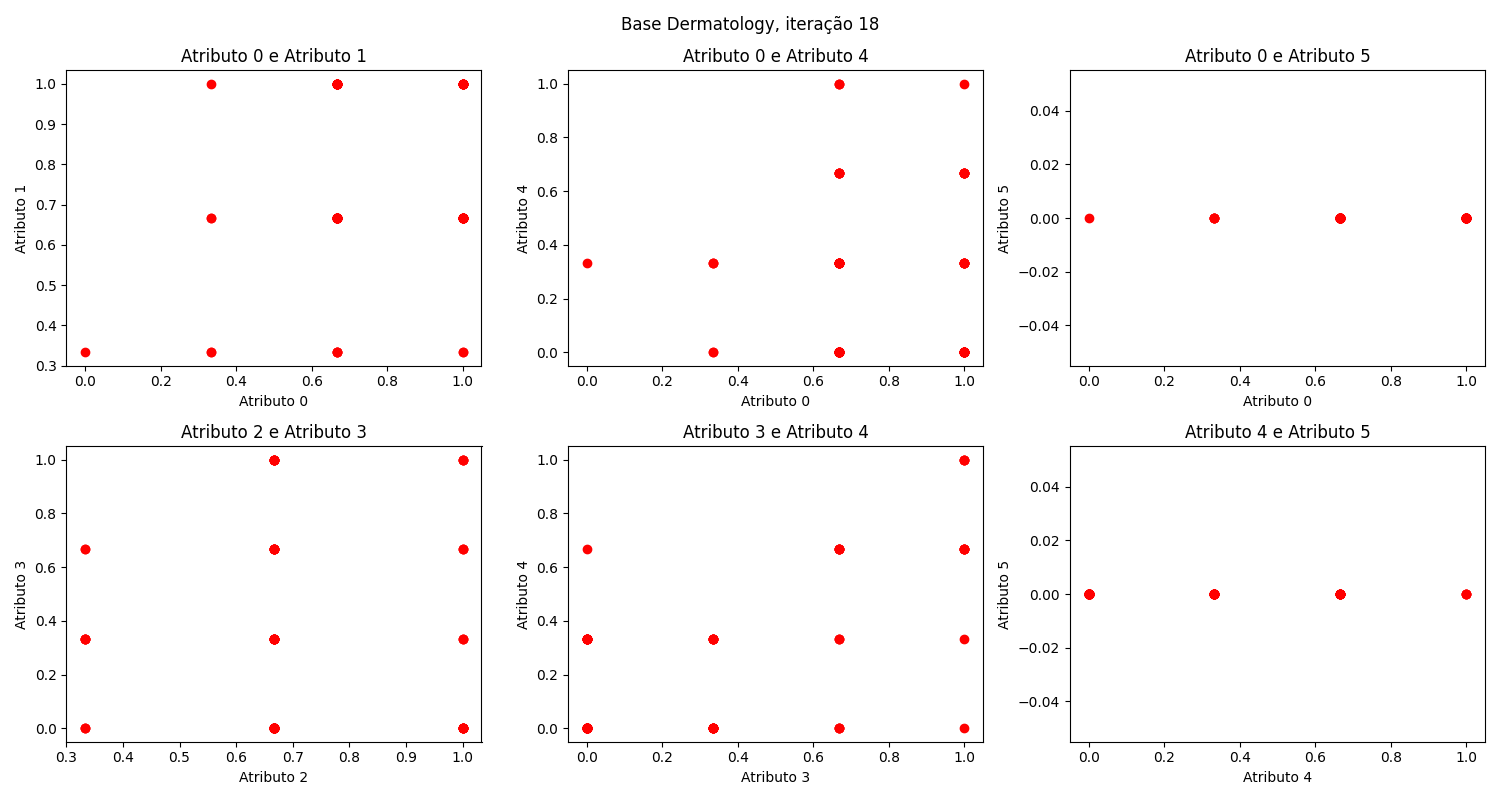 Base Dermatology, iteração 18
Atributo 0 e Atributo 1
Atributo 0 e Atributo 4
Atributo 0 e Atributo 5
1.0
0.9
0.8
0.7
0.6
0.5
0.4
0.3
Atributo 1
0.0 0.2 0.4 0.6 0.8 1.0
Atributo 0
1.0
0.8
0.6
0.4
0.2
0.0
Atributo 4
0.0 0.2 0.4 0.6 0.8 1.0
Atributo 0
0.04
0.02
0.00
−0.02
−0.04
Atributo 5
0.0 0.2 0.4 0.6 0.8 1.0
Atributo 0
Atributo 2 e Atributo 3
Atributo 3 e Atributo 4
Atributo 4 e Atributo 5
1.0
0.8
0.6
0.4
0.2
0.0
Atributo 3
0.3 0.4 0.5 0.6 0.7 0.8 0.9 1.0
Atributo 2
1.0
0.8
0.6
0.4
0.2
0.0
Atributo 4
0.0 0.2 0.4 0.6 0.8 1.0
Atributo 3
0.04
0.02
0.00
−0.02
−0.04
Atributo 5
0.0 0.2 0.4 0.6 0.8 1.0
Atributo 4